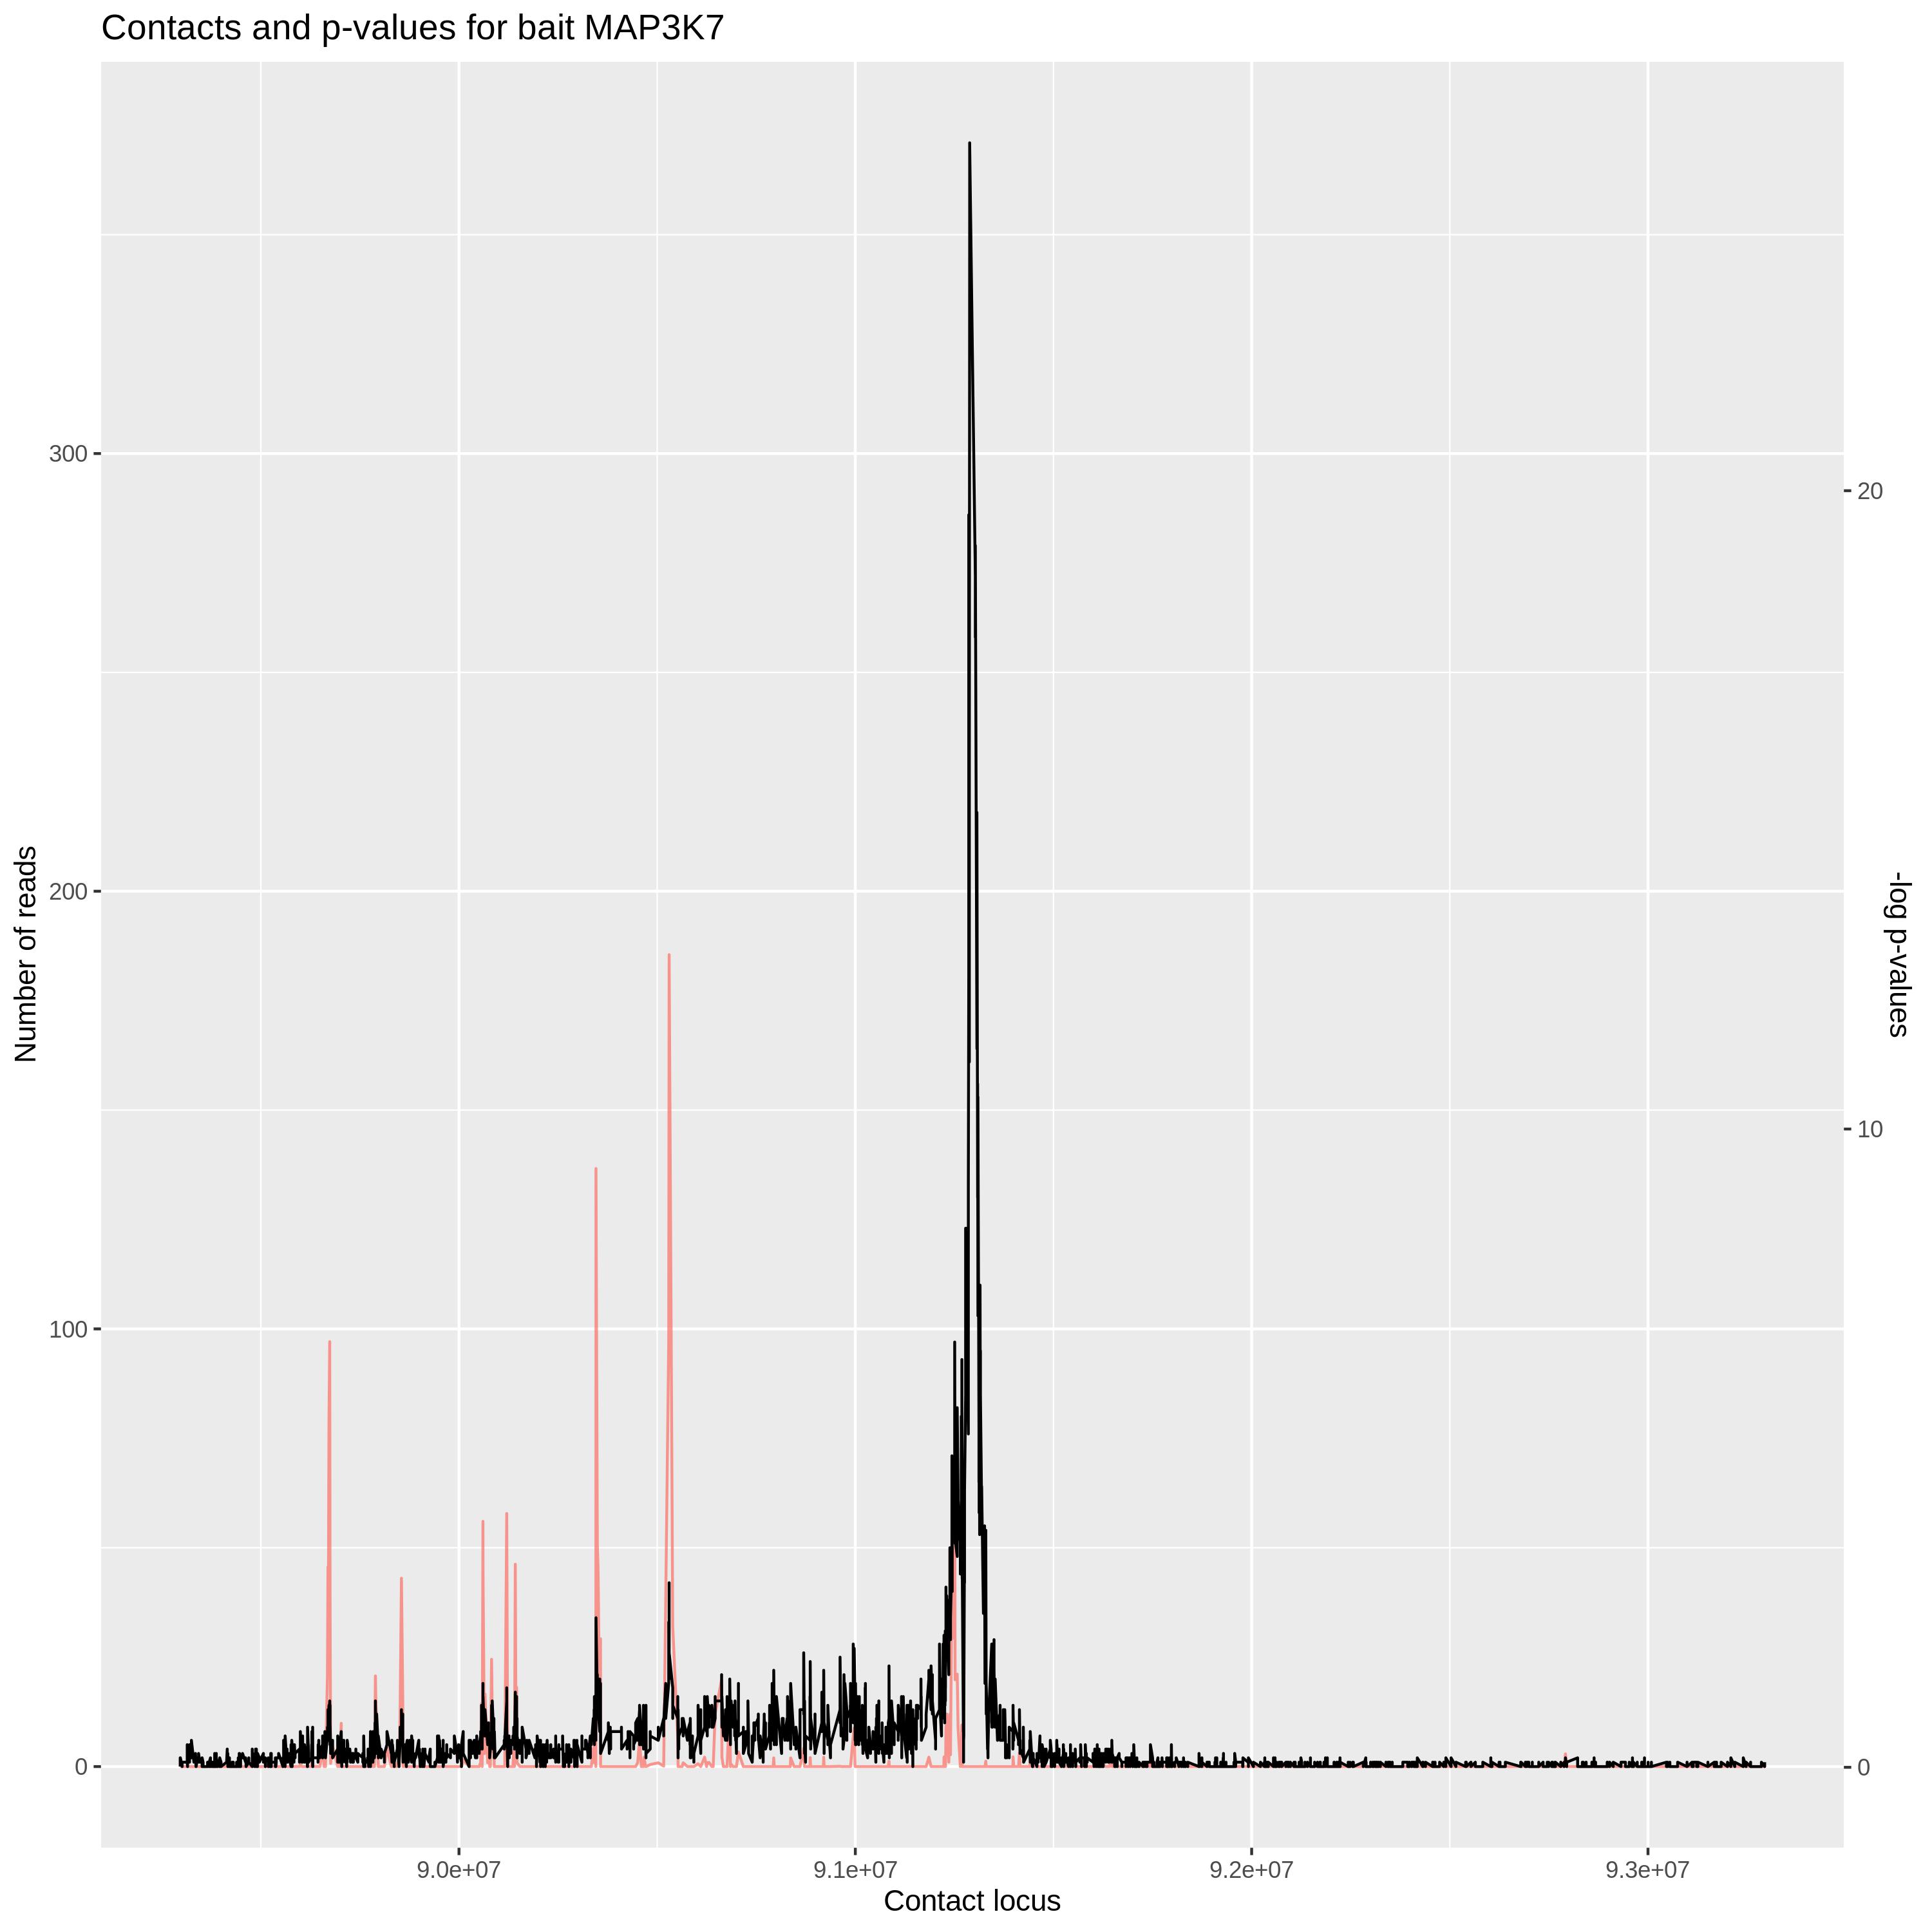 Contacts and p-values for bait MAP3K7
Number of reads
300
200
100
0
-log p-values
20
10
0
9.0e+07
9.1e+07
9.2e+07
9.3e+07
Contact locus